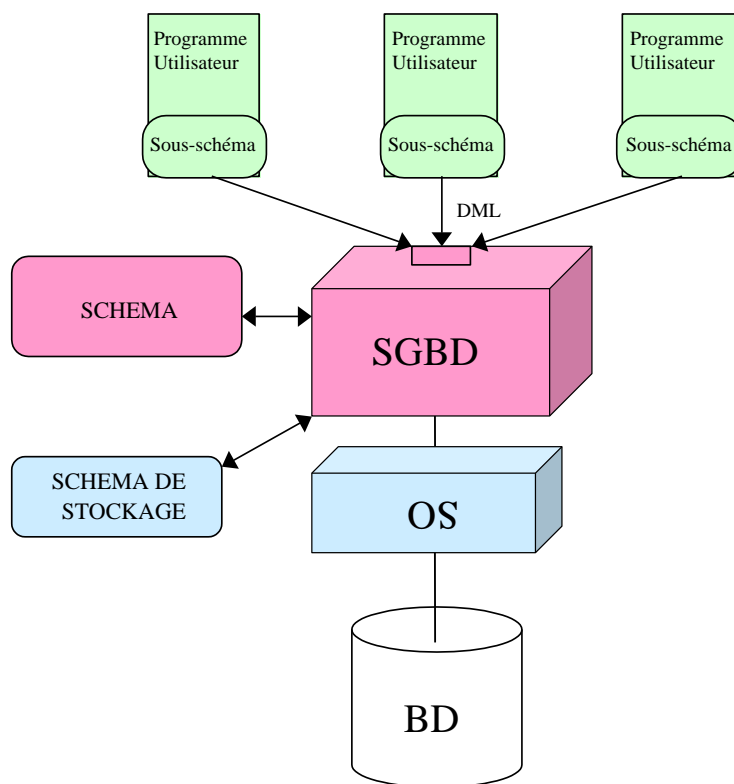 Programme
Utilisateur
Programme
Utilisateur
Programme
Utilisateur
Sous-schéma
Sous-schéma
Sous-schéma
DML
SCHEMA
SGBD
SCHEMA DE
STOCKAGE
OS
BD